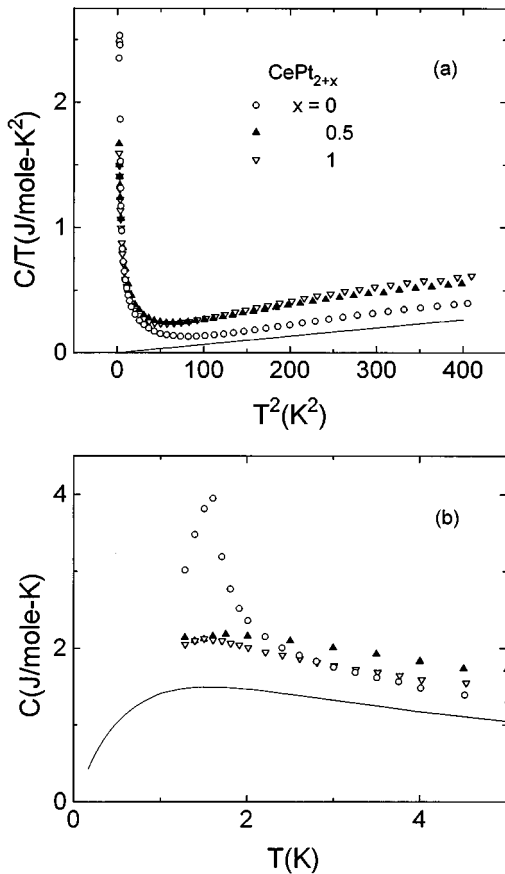 (a)
CePt2+x
x = 0
0.5
1
2
1
0
C/T(J/mole-K²)
0 100 200 300 400
T²(K²)
(b)
4
2
0
C(J/mole-K)
0 2 4
T(K)